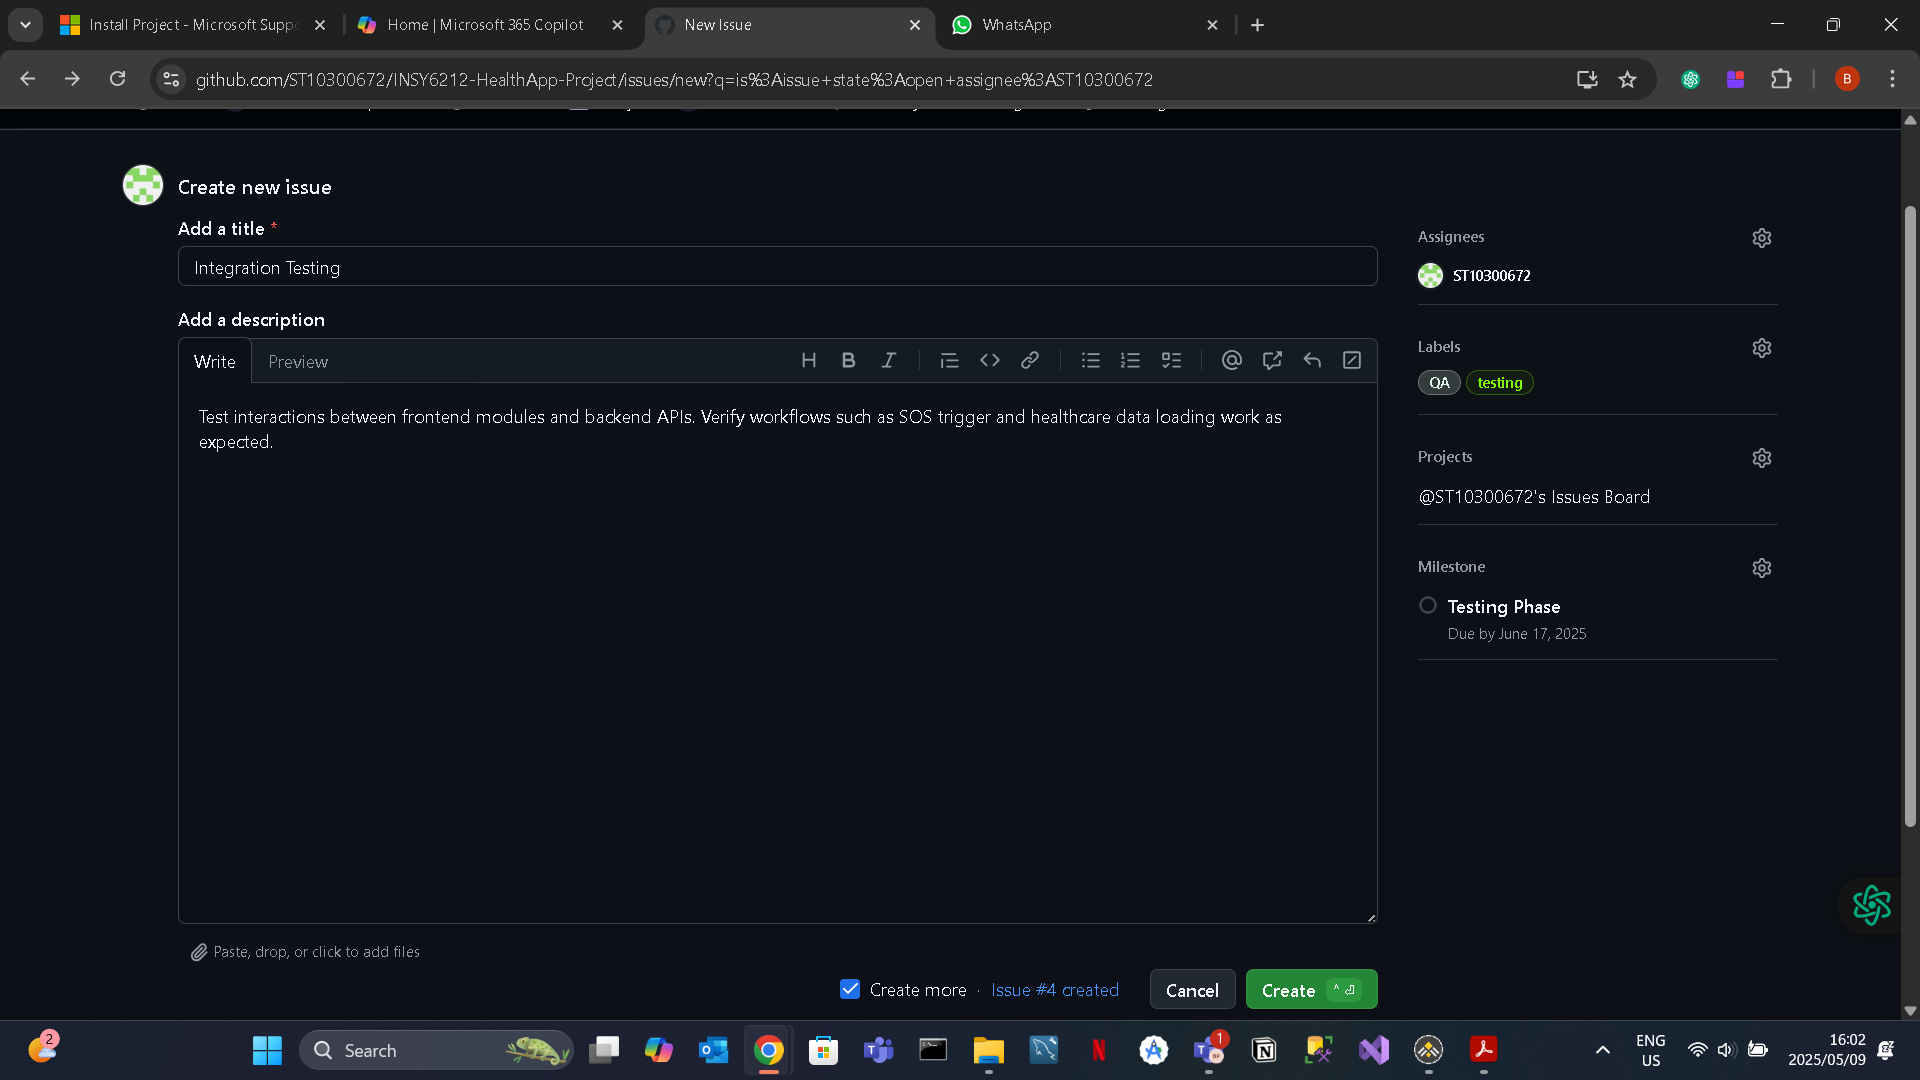 Install Project - Microsoft Supp
Home | Microsoft 365 Copilot
New Issue
WhatsApp
github.com/ST10300672/INSY6212-HealthApp-Project/issues/new?q=is%3Aissue+state%3Aopen+assignee%3AST10300672
B
Create new issue
Add a title *
Integration Testing
Add a description
Write
Preview
Test interactions between frontend modules and backend APIs. Verify workflows such as SOS trigger and healthcare data loading work as
expected.
Paste, drop, or click to add files
Create more · Issue #4 created
Cancel
Create
Assignees
ST10300672
Labels
QA
testing
Projects
@ST10300672's Issues Board
Milestone
Testing Phase
Due by June 17, 2025
2
Search
1
ENG
US
16:02
2025/05/09